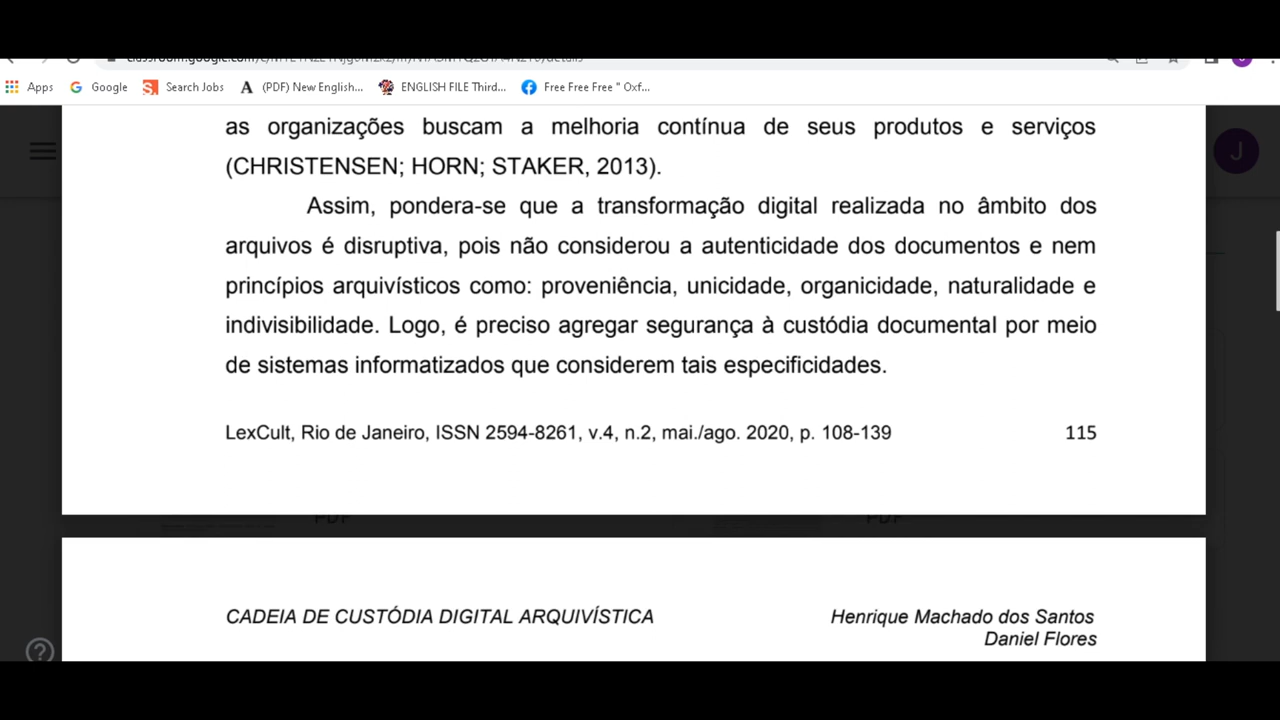 Apps
Google
Search Jobs
(PDF) New English...
ENGLISH FILE Third...
Free Free Free " Oxf...
J
as organizações buscam a melhoria contínua de seus produtos e serviços
(CHRISTENSEN; HORN; STAKER, 2013).
Assim, pondera-se que a transformação digital realizada no âmbito dos
arquivos é disruptiva, pois não considerou a autenticidade dos documentos e nem
princípios arquivísticos como: proveniência, unicidade, organicidade, naturalidade e
indivisibilidade. Logo, é preciso agregar segurança à custódia documental por meio
de sistemas informatizados que considerem tais especificidades.
LexCult, Rio de Janeiro, ISSN 2594-8261, v.4, n.2, mai./ago. 2020, p. 108-139 115
PDF PDF
CADEIA DE CUSTÓDIA DIGITAL ARQUIVÍSTICA Henrique Machado dos Santos
Daniel Flores